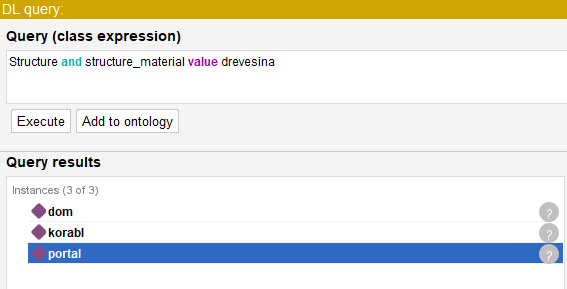 DL query:
Query (class expression)
Structure and structure_material value drevesina
Execute Add to ontology
Query results
Instances (3 of 3)
dom ?
korabl ?
portal ?